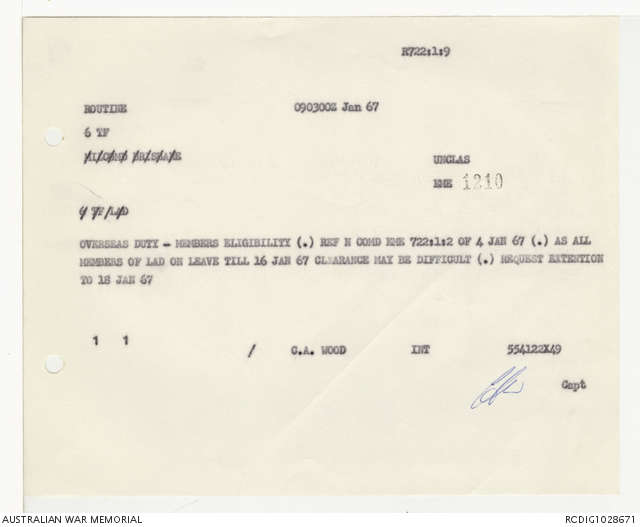 R722:1:9
ROUTINE 090300Z Jan 67
6 TF
UNCLAS
EME 1210
OVERSEAS DUTY - MEMBERS ELIGIBILITY (.) REF N COMD EME 722:1:2 OF 4 JAN 67 (.) AS ALL
MEMBERS OF LAD ON LEAVE TILL 16 JAN 67 CLEARANCE MAY BE DIFFICULT (.) REQUEST EXTENTION
TO 18 JAN 67
1 1 / C.A. WOOD INT 554122X49
Capt
AUSTRALIAN WAR MEMORIAL RCDIG1028671